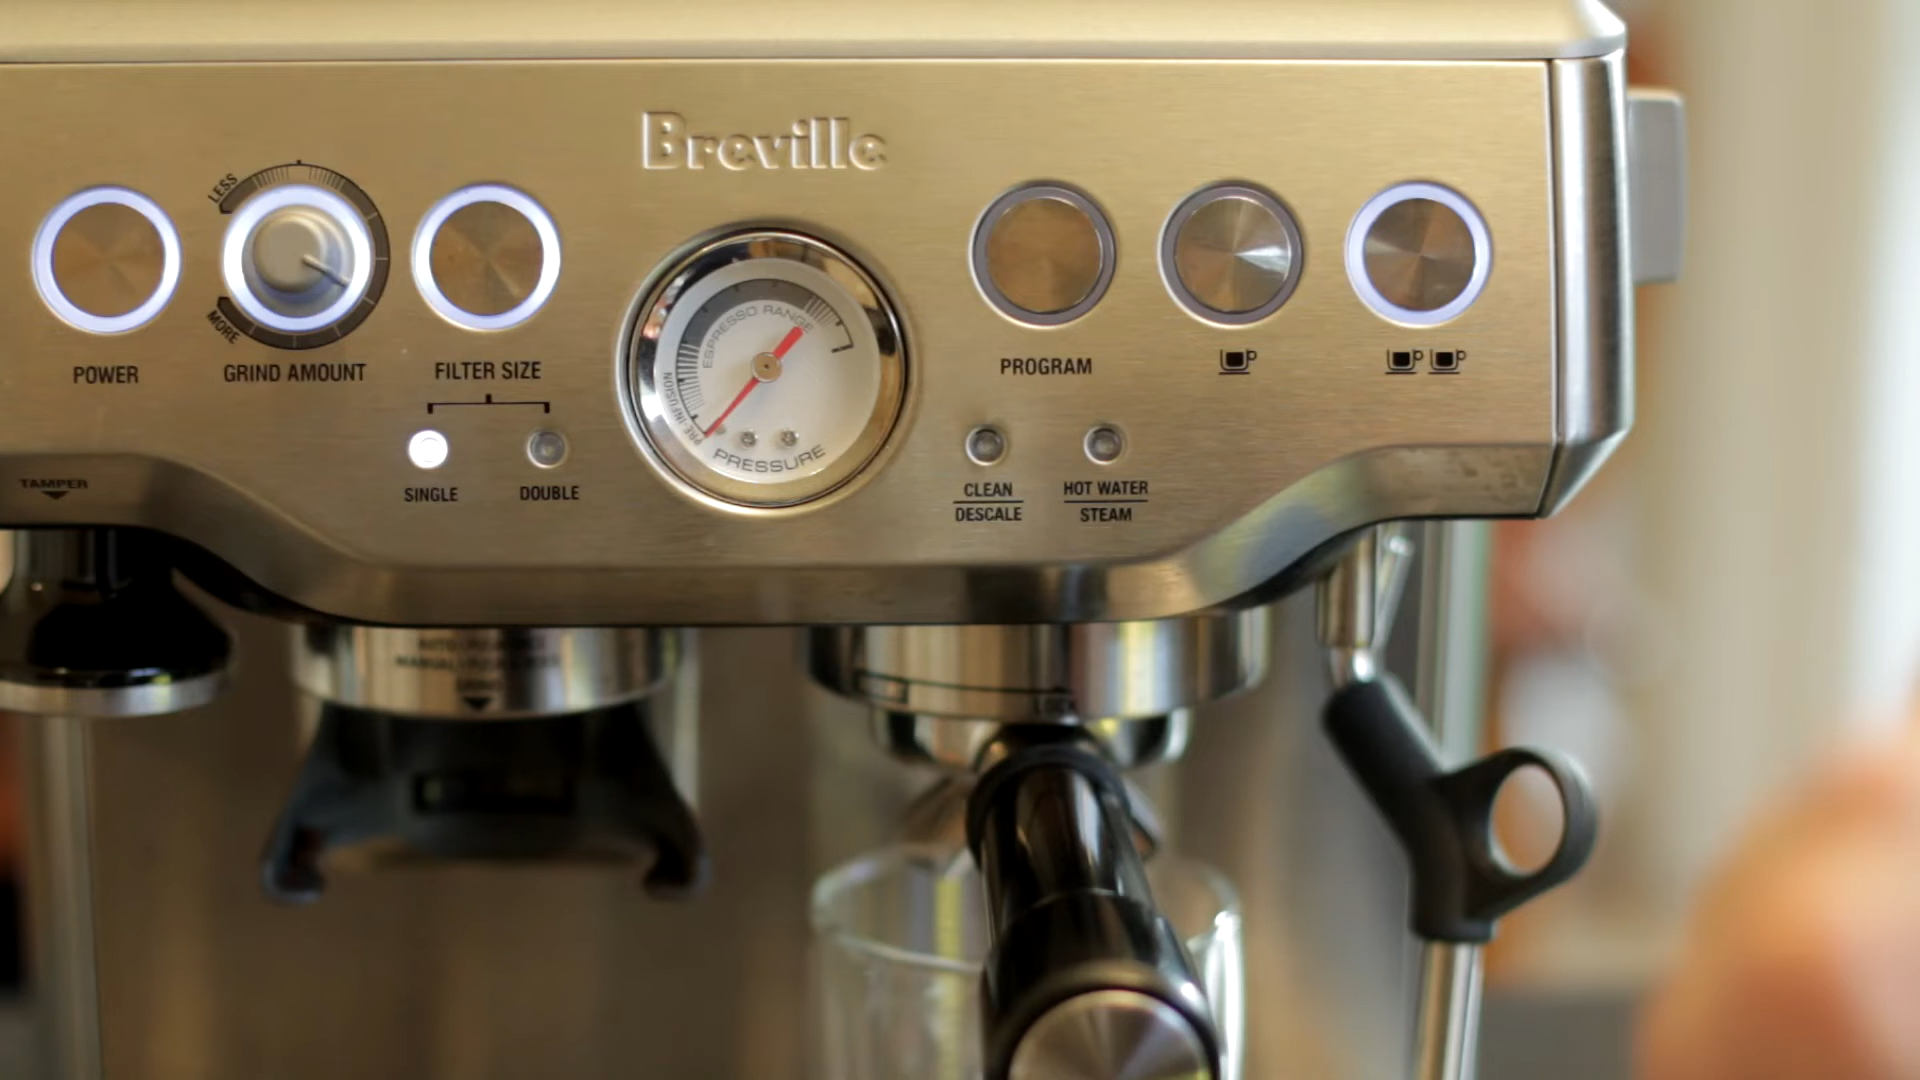 Breville
LESS
MORE
POWER
GRIND AMOUNT
FILTER SIZE
SINGLE
DOUBLE
ESPRESSO RANGE
PRE-INFUSION
PRESSURE
PROGRAM
CLEAN
DESCALE
HOT WATER
STEAM
TAMPER